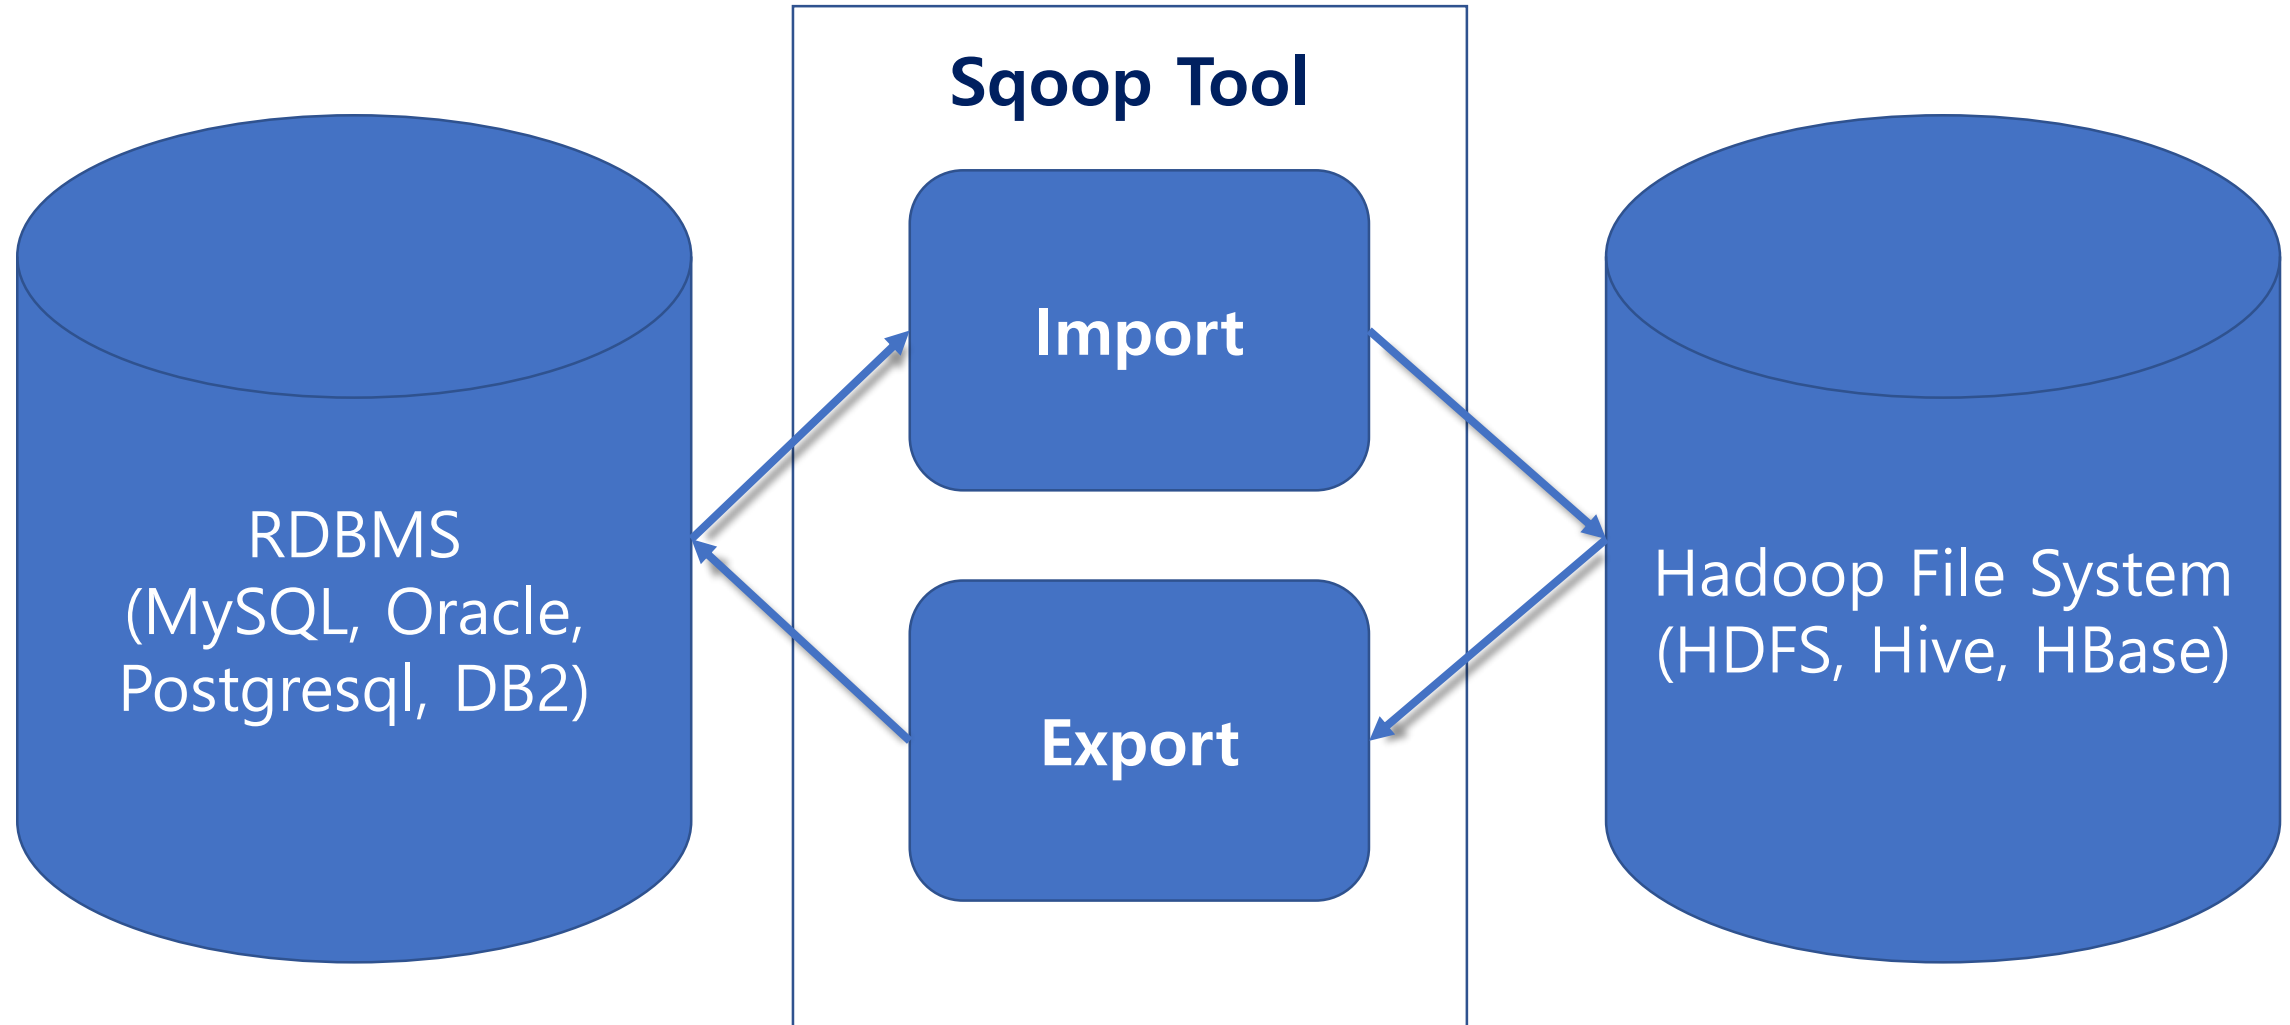 Sqoop Tool
Import
RDBMS
(MySQL, Oracle,
Postgresql, DB2)
Hadoop File System
(HDFS, Hive, HBase)
Export